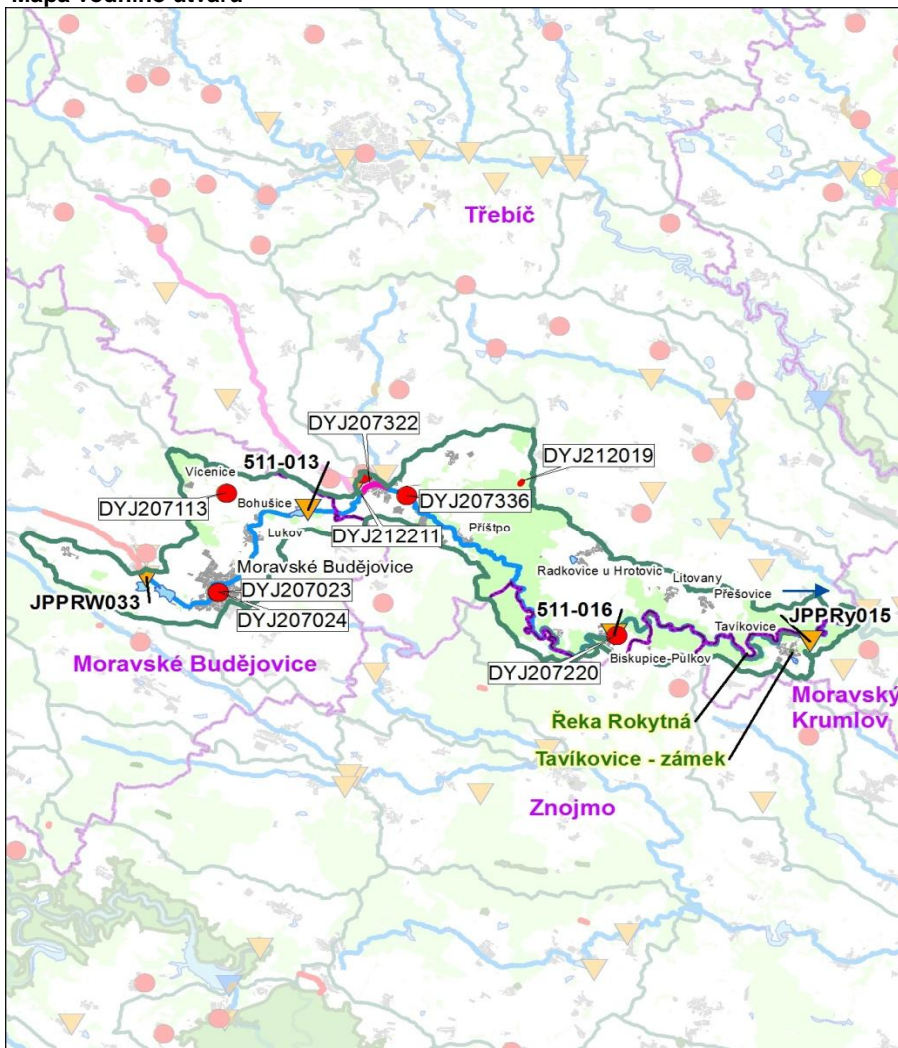 Mapa vodního útvaru
Třebíč
DYJ207322
511-013
DYJ212019
Vícenice
DYJ207113
Bohušice
DYJ207336
Lukov
DYJ212211
Příštpo
Moravské Budějovice
Radkovice u Hrotovic
Litovany
JPPRW033
DYJ207023
Přešovice
511-016
Tavíkovice
JPPRy015
DYJ207024
Moravské Budějovice
DYJ207220
Biskupice-Pulkov
Moravský
Krumlov
Řeka Rokytná
Tavíkovice - zámek
Znojmo